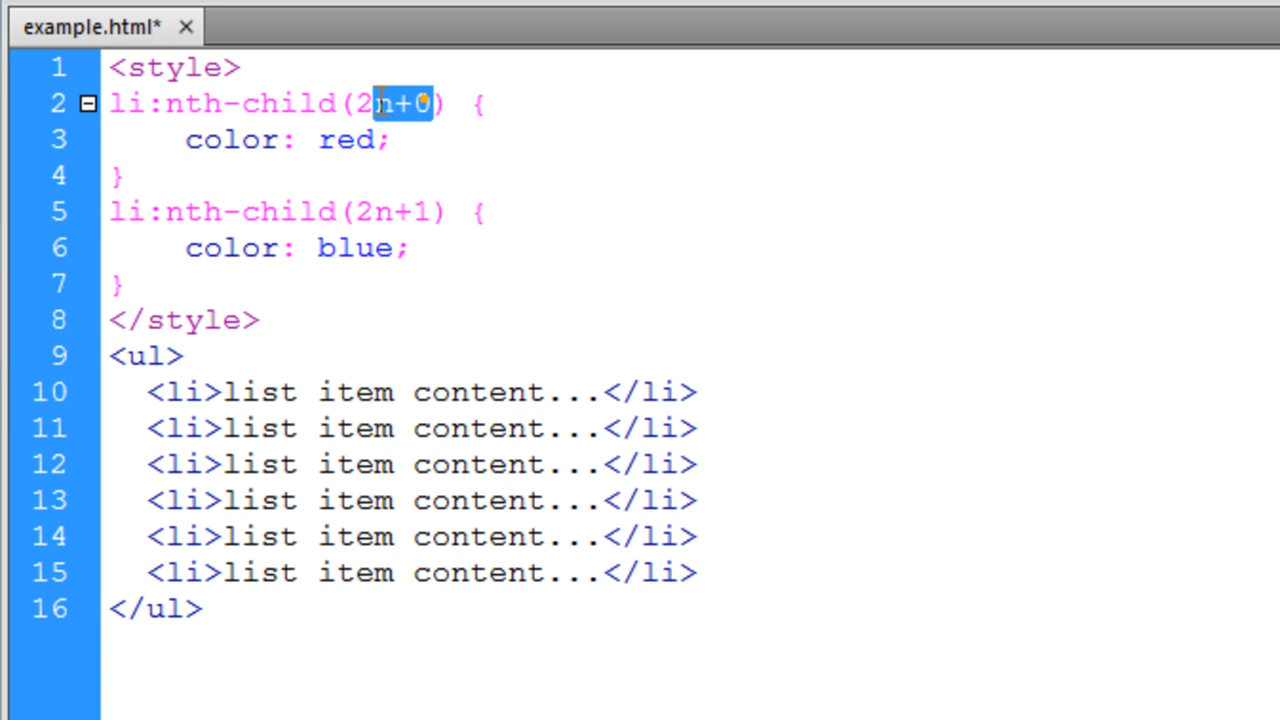 example.html* ×
1 <style>
2 li:nth-child(2n+0) {
3     color: red;
4 }
5 li:nth-child(2n+1) {
6     color: blue;
7 }
8 </style>
9 <ul>
10   <li>list item content...</li>
11   <li>list item content...</li>
12   <li>list item content...</li>
13   <li>list item content...</li>
14   <li>list item content...</li>
15   <li>list item content...</li>
16 </ul>